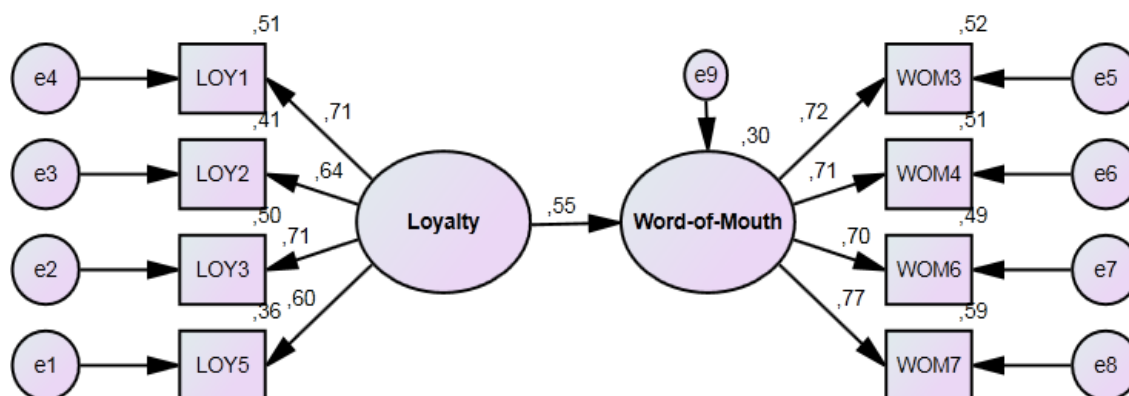 ,51
,52
e4
LOY1
e9
WOM3
e5
,71
,72
,41
,30
,51
e3
LOY2
,64
,71
WOM4
e6
,50
Loyalty
,55
Word-of-Mouth
,49
,71
,70
e2
LOY3
WOM6
e7
,36
,60
,77
,59
e1
LOY5
WOM7
e8